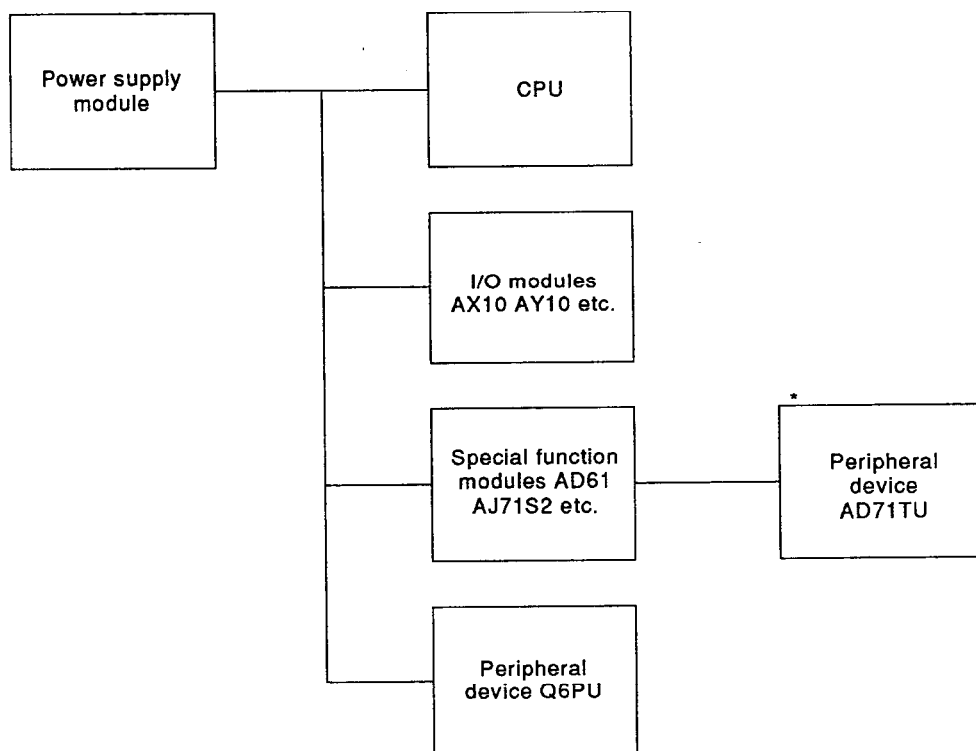 Power supply
module
CPU
I/O modules
AX10 AY10 etc.
Special function
modules AD61
AJ71S2 etc.
*
Peripheral
device
AD71TU
Peripheral
device Q6PU